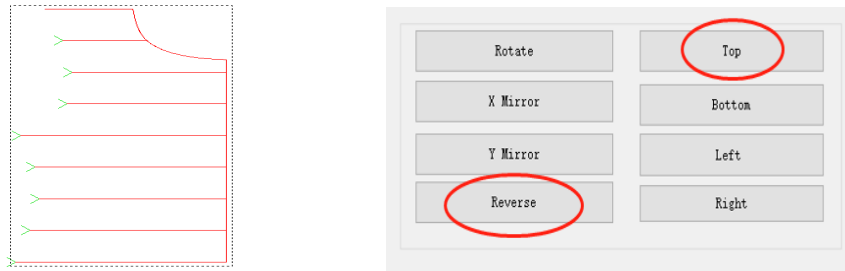 Rotate
Top
X Mirror
Bottom
Y Mirror
Left
Reverse
Right